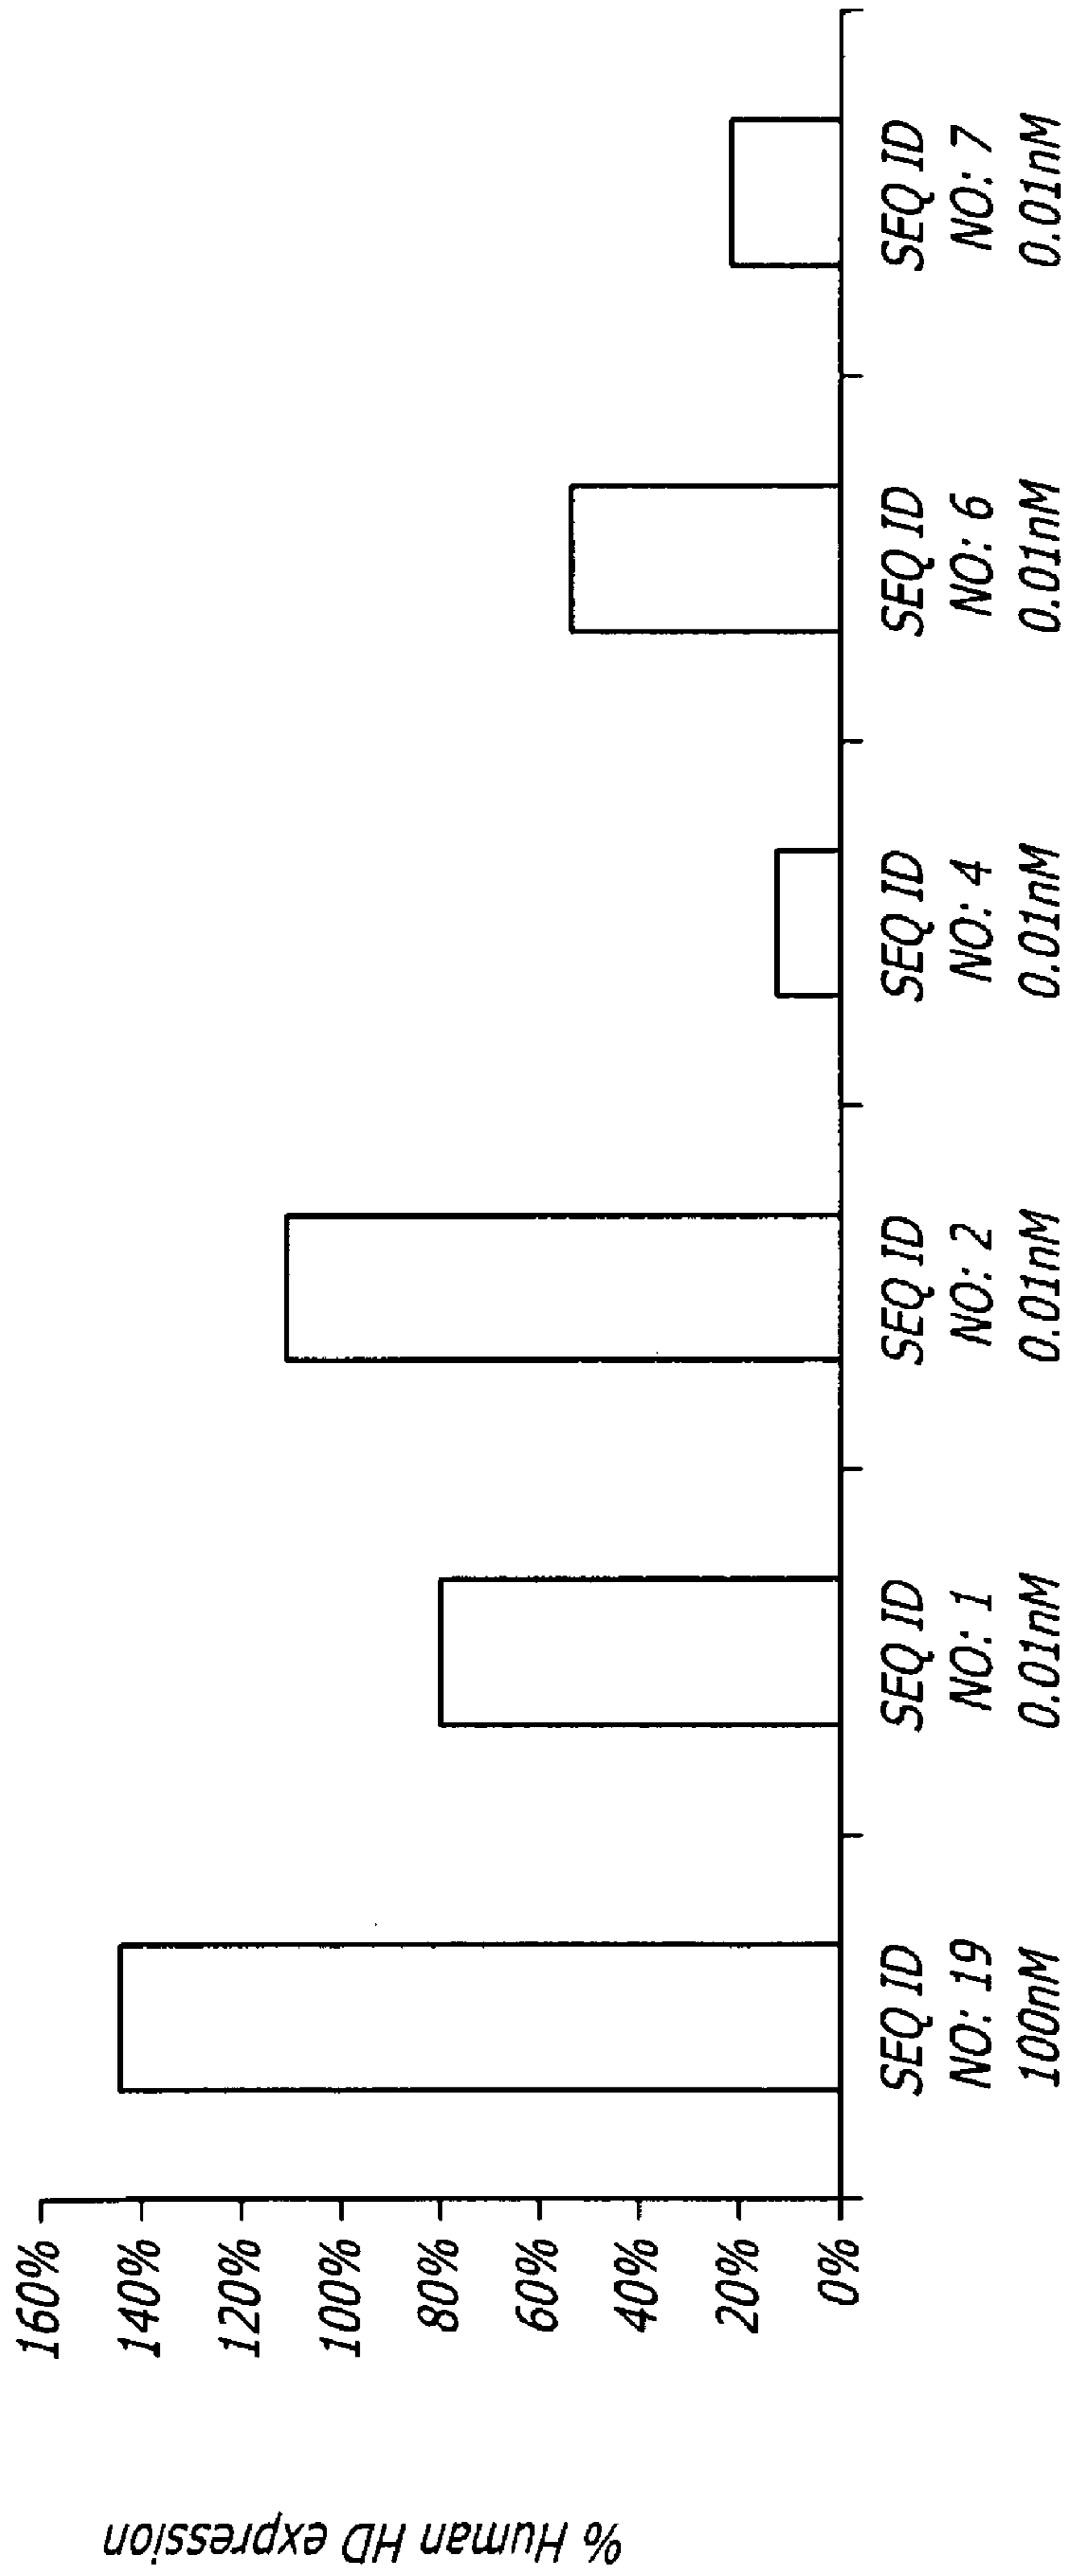 % Human HD expression
160%
140%
120%
100%
80%
60%
40%
20%
0%
SEQ ID
NO: 19
100nM
SEQ ID
NO: 1
0.01nM
SEQ ID
NO: 2
0.01nM
SEQ ID
NO: 4
0.01nM
SEQ ID
NO: 6
0.01nM
SEQ ID
NO: 7
0.01nM